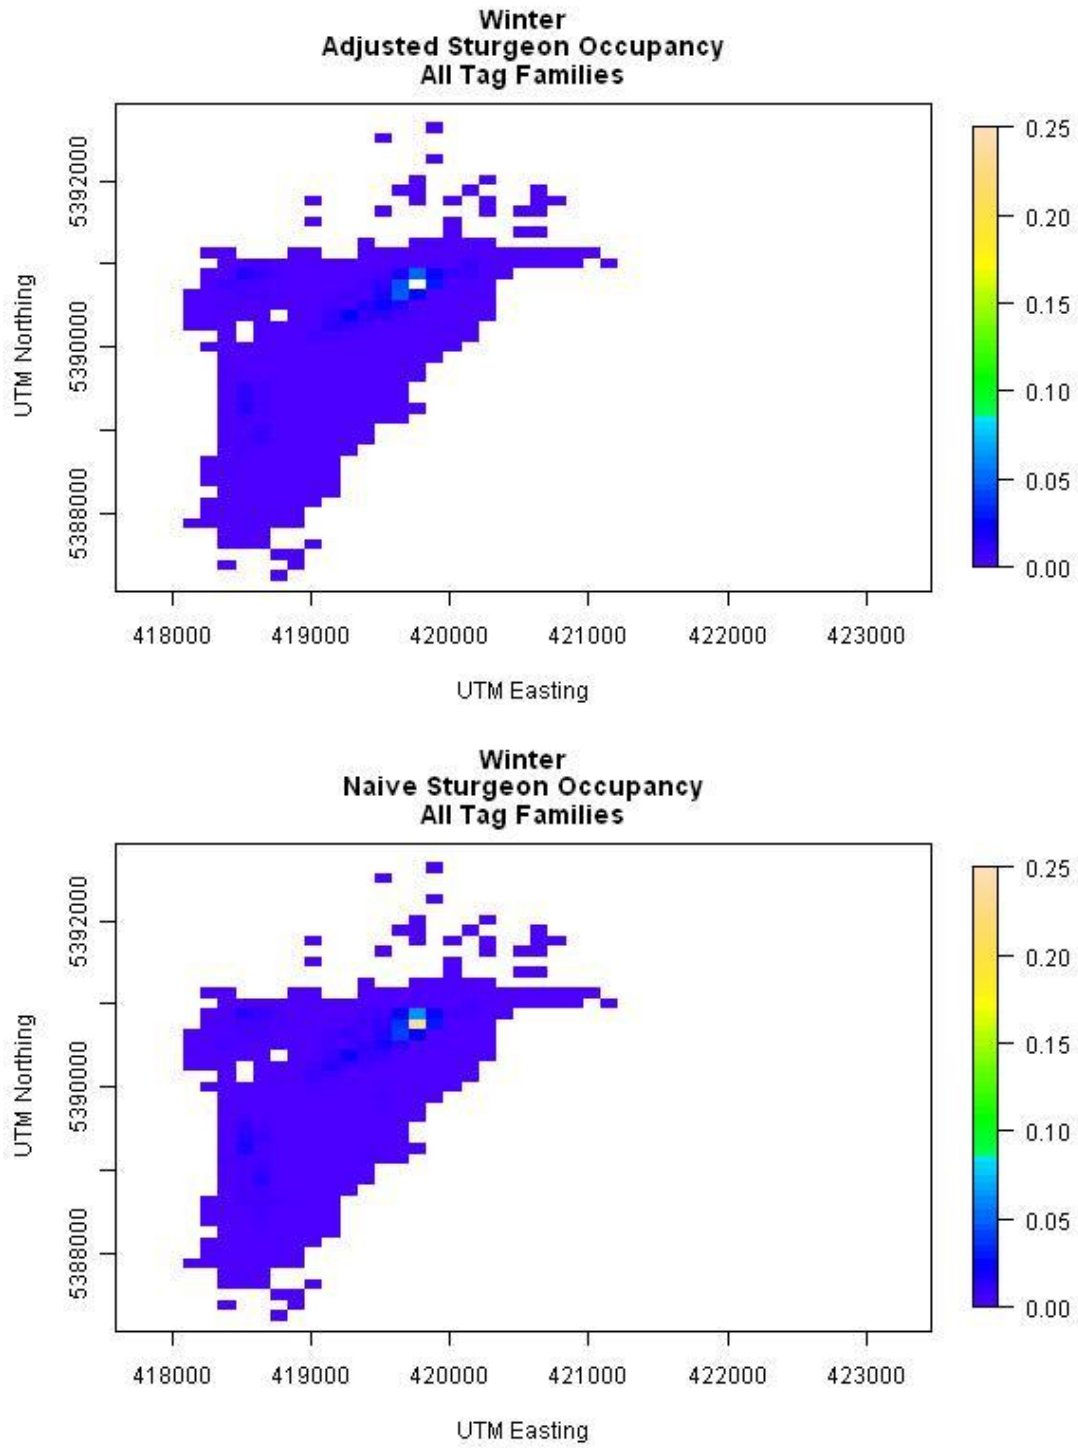 Winter
Adjusted Sturgeon Occupancy
All Tag Families
0.25
0.20
0.15
0.10
0.05
0.00
UTM Northing
5392000
5390000
5388000
418000 419000 420000 421000 422000 423000
UTM Easting
Winter
Naive Sturgeon Occupancy
All Tag Families
0.25
0.20
0.15
0.10
0.05
0.00
UTM Northing
5392000
5390000
5388000
418000 419000 420000 421000 422000 423000
UTM Easting